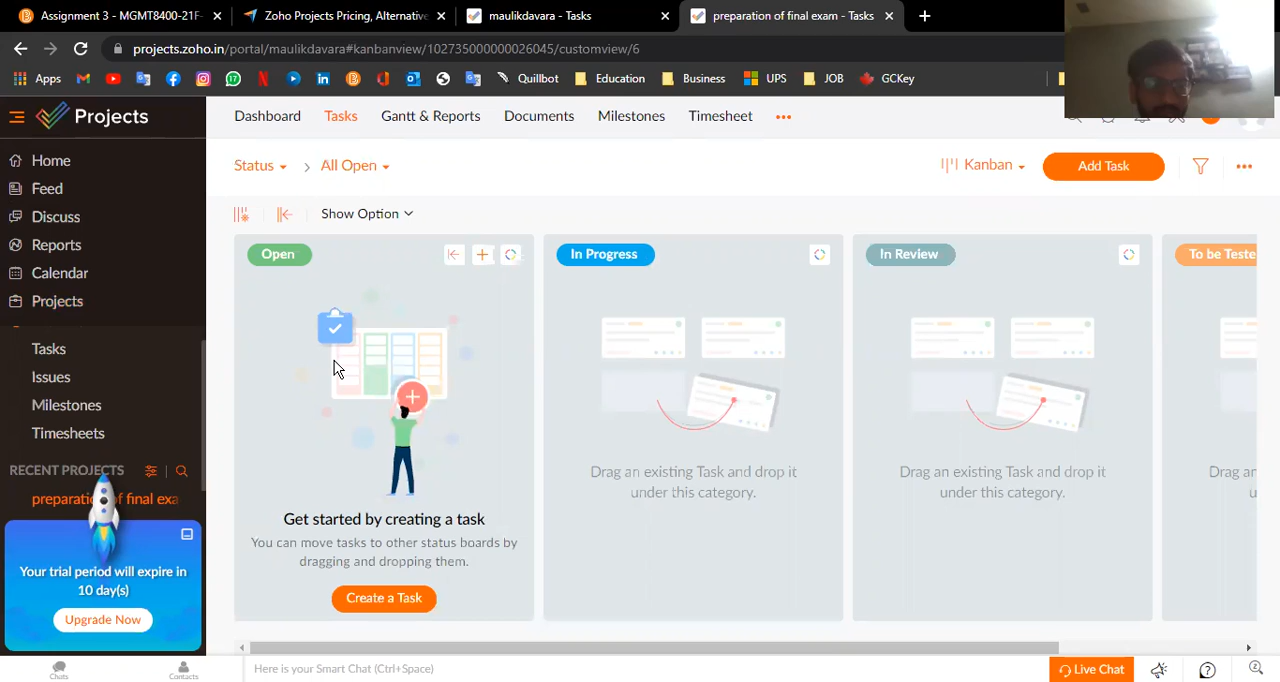 Assignment 3 - MGMT8400-21F-
Zoho Projects Pricing, Alternative
maulikdavara - Tasks
preparation of final exam - Tasks
projects.zoho.in/portal/maulikdavara#kanbanview/102735000000026045/customview/6
Apps
Quillbot
Education
Business
UPS
JOB
GCKey
Projects
Dashboard
Tasks
Gantt & Reports
Documents
Milestones
Timesheet
Home
Feed
Discuss
Reports
Calendar
Projects
Tasks
Issues
Milestones
Timesheets
RECENT PROJECTS
preparation of final exa
Your trial period will expire in
10 day(s)
Upgrade Now
Status
All Open
Kanban
Add Task
Show Option
Open
In Progress
In Review
To be Teste
Get started by creating a task
You can move tasks to other status boards by
dragging and dropping them.
Create a Task
Drag an existing Task and drop it
under this category.
Drag an existing Task and drop it
under this category.
Drag an
u
Chats
Contacts
Here is your Smart Chat (Ctrl+Space)
Live Chat